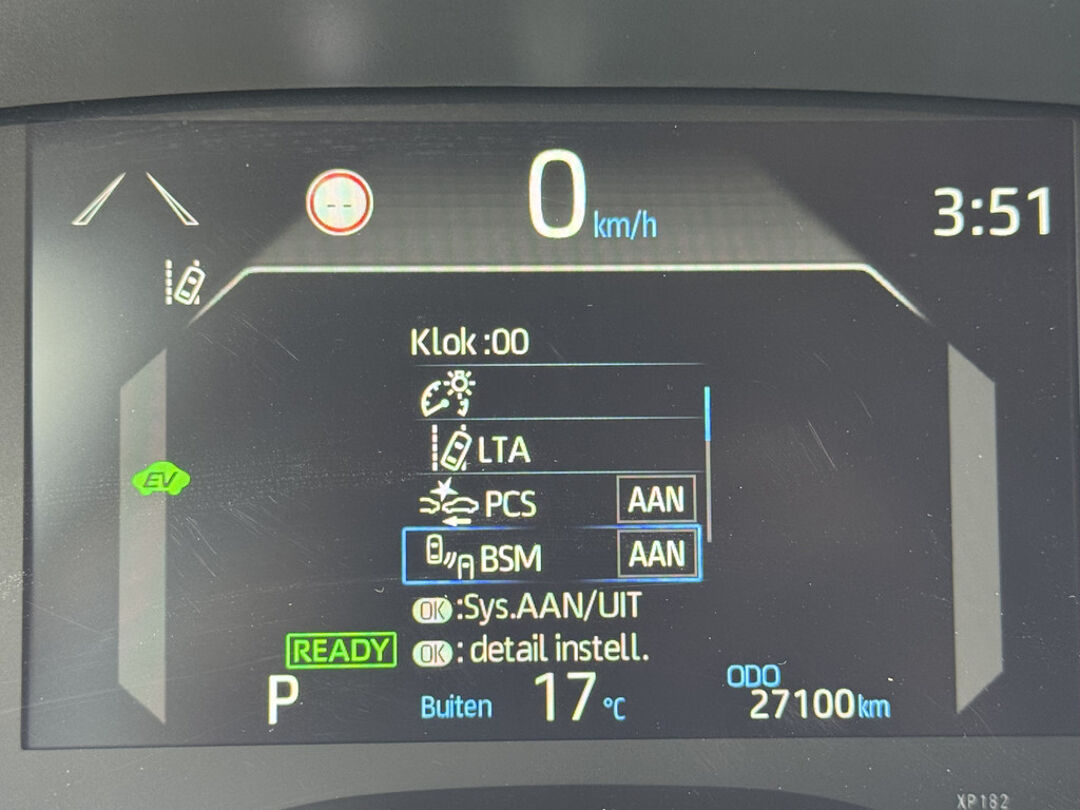 --
0 km/h
3:51
Klok :00
LTA
PCS AAN
BSM AAN
OK :Sys.AAN/UIT
OK : detail instell.
EV
READY
P
Buiten 17 °C
ODO
27100 km
XP182